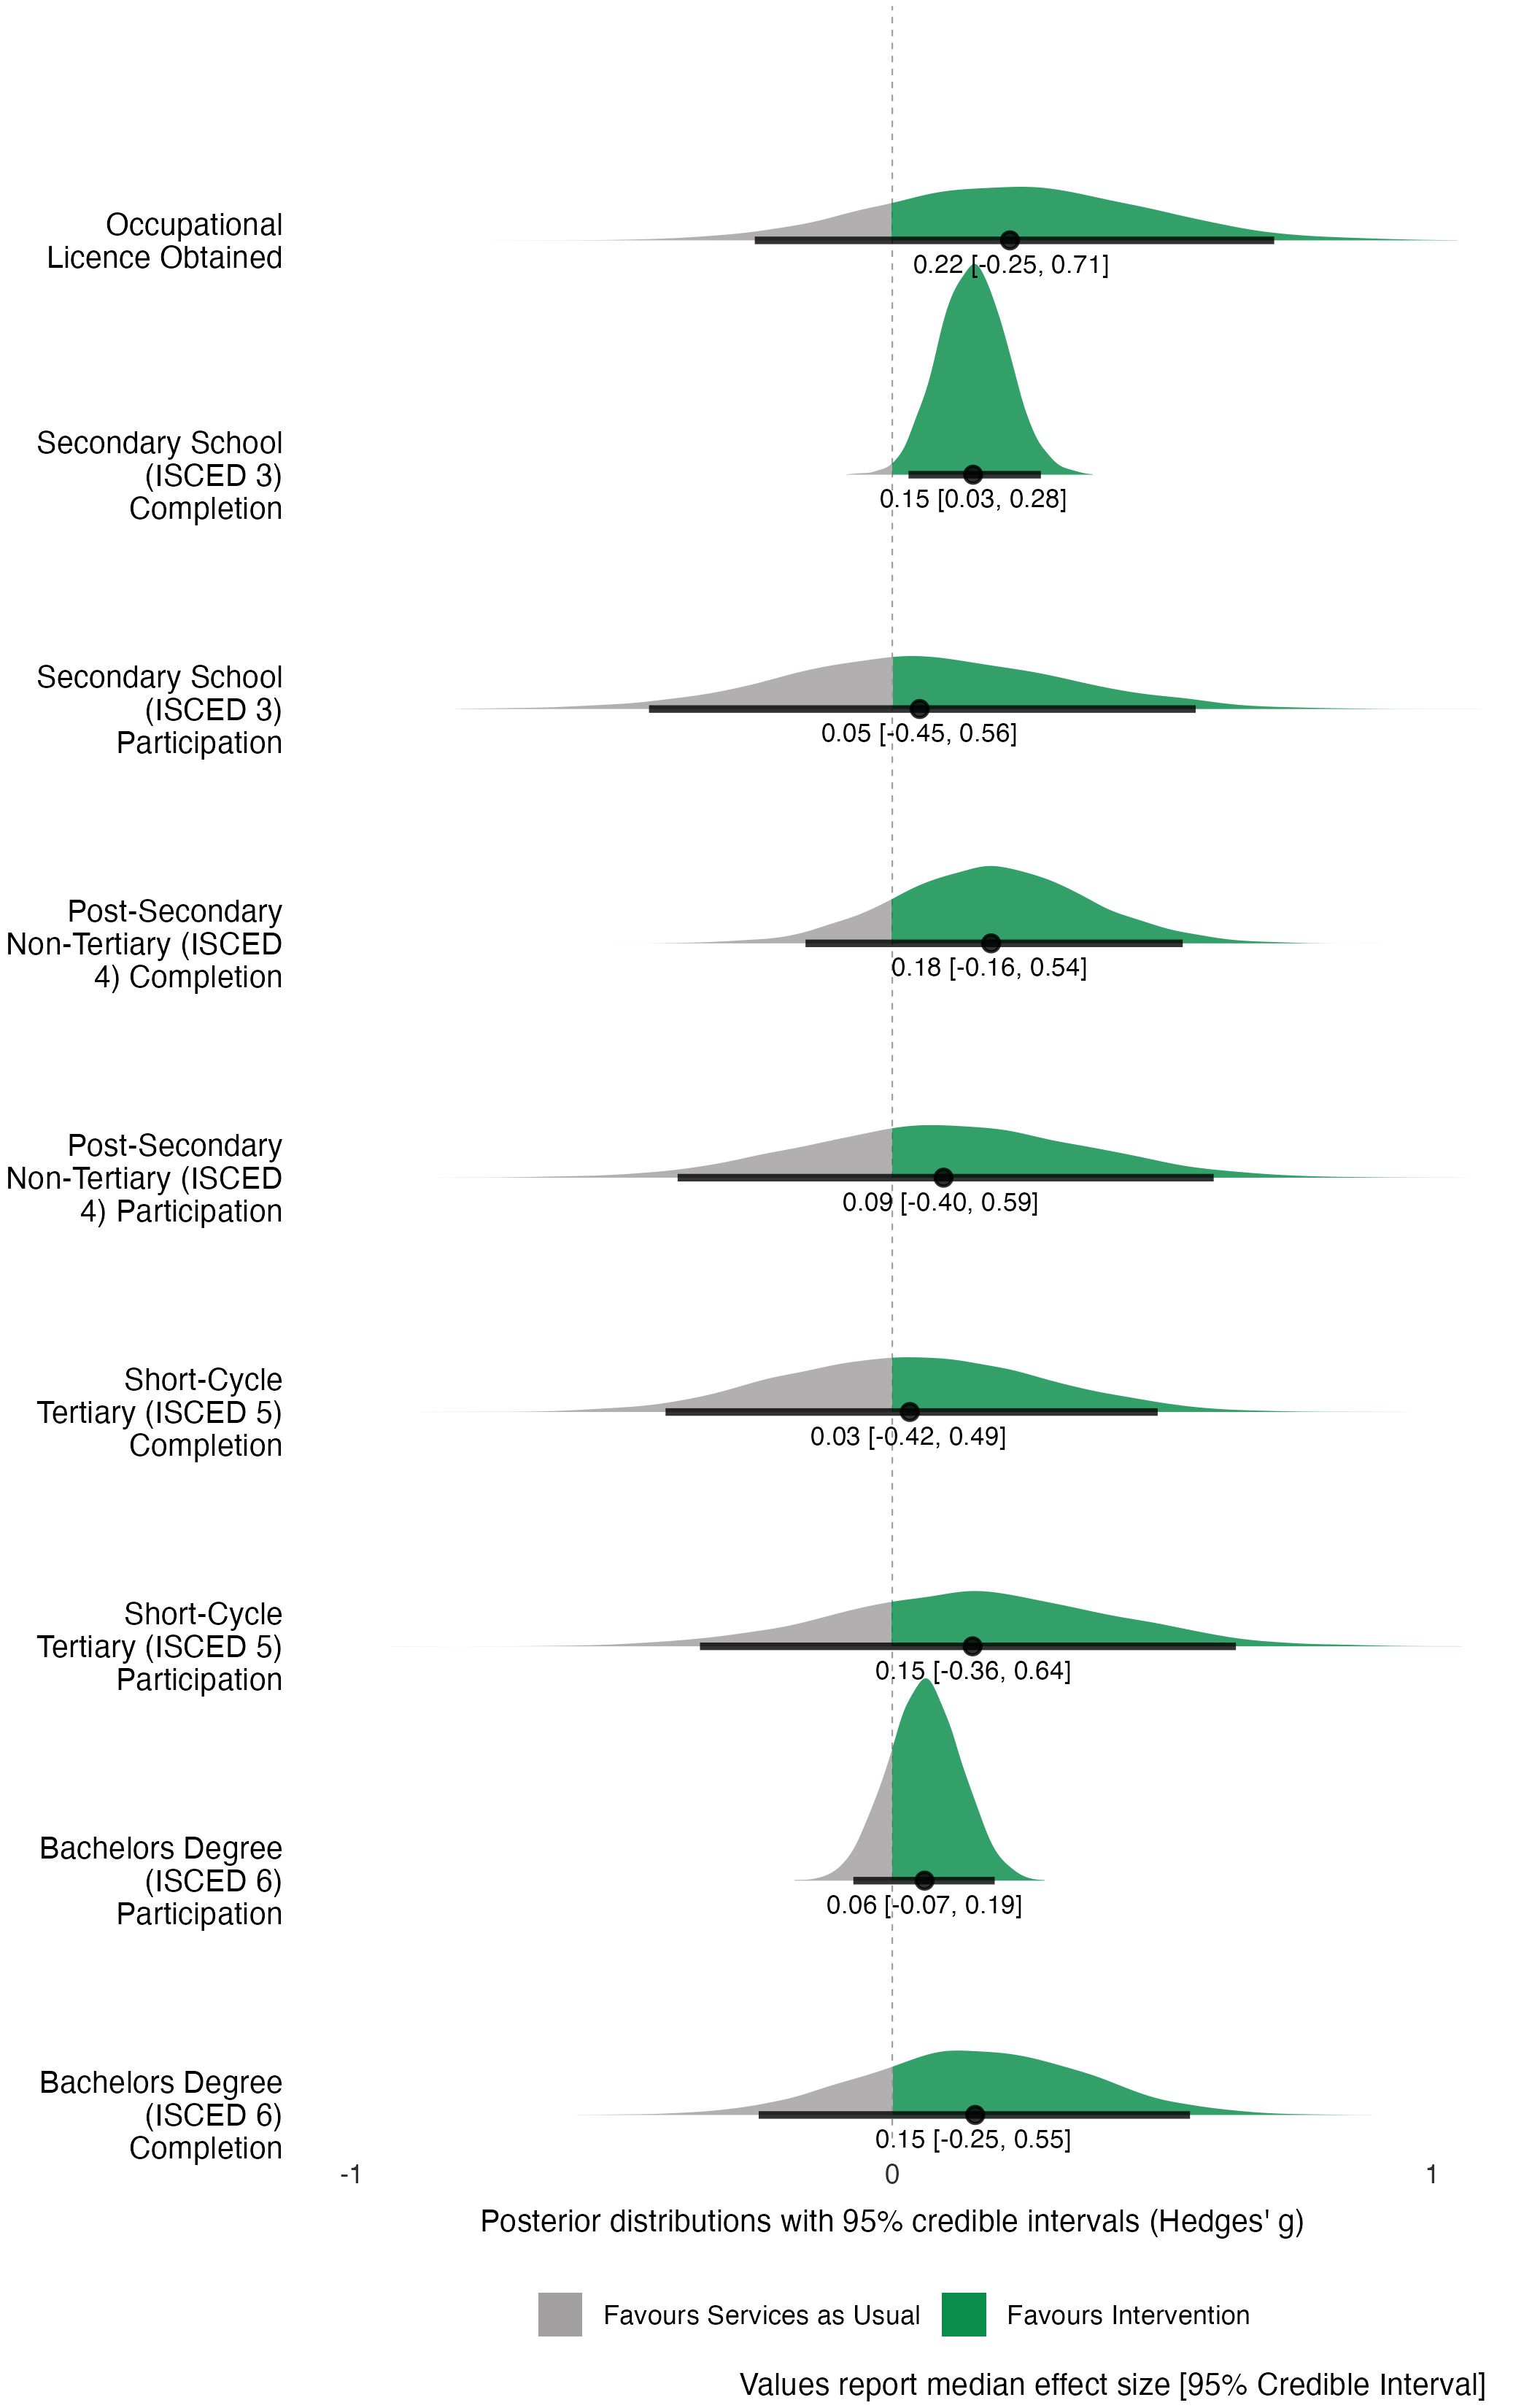 Occupational
Licence Obtained
0.22 [-0.25, 0.71]
Secondary School
(ISCED 3)
Completion
0.15 [0.03, 0.28]
Secondary School
(ISCED 3)
Participation
0.05 [-0.45, 0.56]
Post-Secondary
Non-Tertiary (ISCED
4) Completion
0.18 [-0.16, 0.54]
Post-Secondary
Non-Tertiary (ISCED
4) Participation
0.09 [-0.40, 0.59]
Short-Cycle
Tertiary (ISCED 5)
Completion
0.03 [-0.42, 0.49]
Short-Cycle
Tertiary (ISCED 5)
Participation
0.15 [-0.36, 0.64]
Bachelors Degree
(ISCED 6)
Participation
0.06 [-0.07, 0.19]
Bachelors Degree
(ISCED 6)
Completion
0.15 [-0.25, 0.55]
-1 0 1
Posterior distributions with 95% credible intervals (Hedges' g)
Favours Services as Usual Favours Intervention
Values report median effect size [95% Credible Interval]